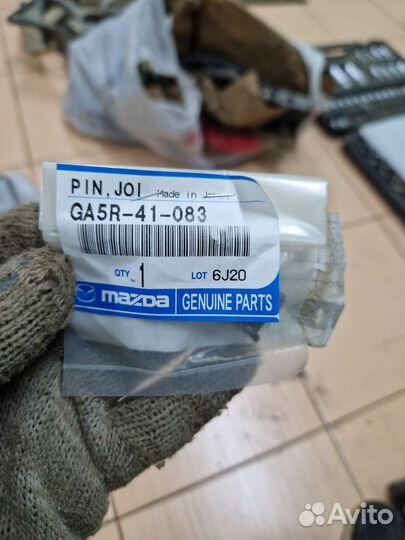 PIN, JOI Made in Japan
GA5R-41-083
QTY 1 LOT 6J20
mazda GENUINE PARTS
Avito